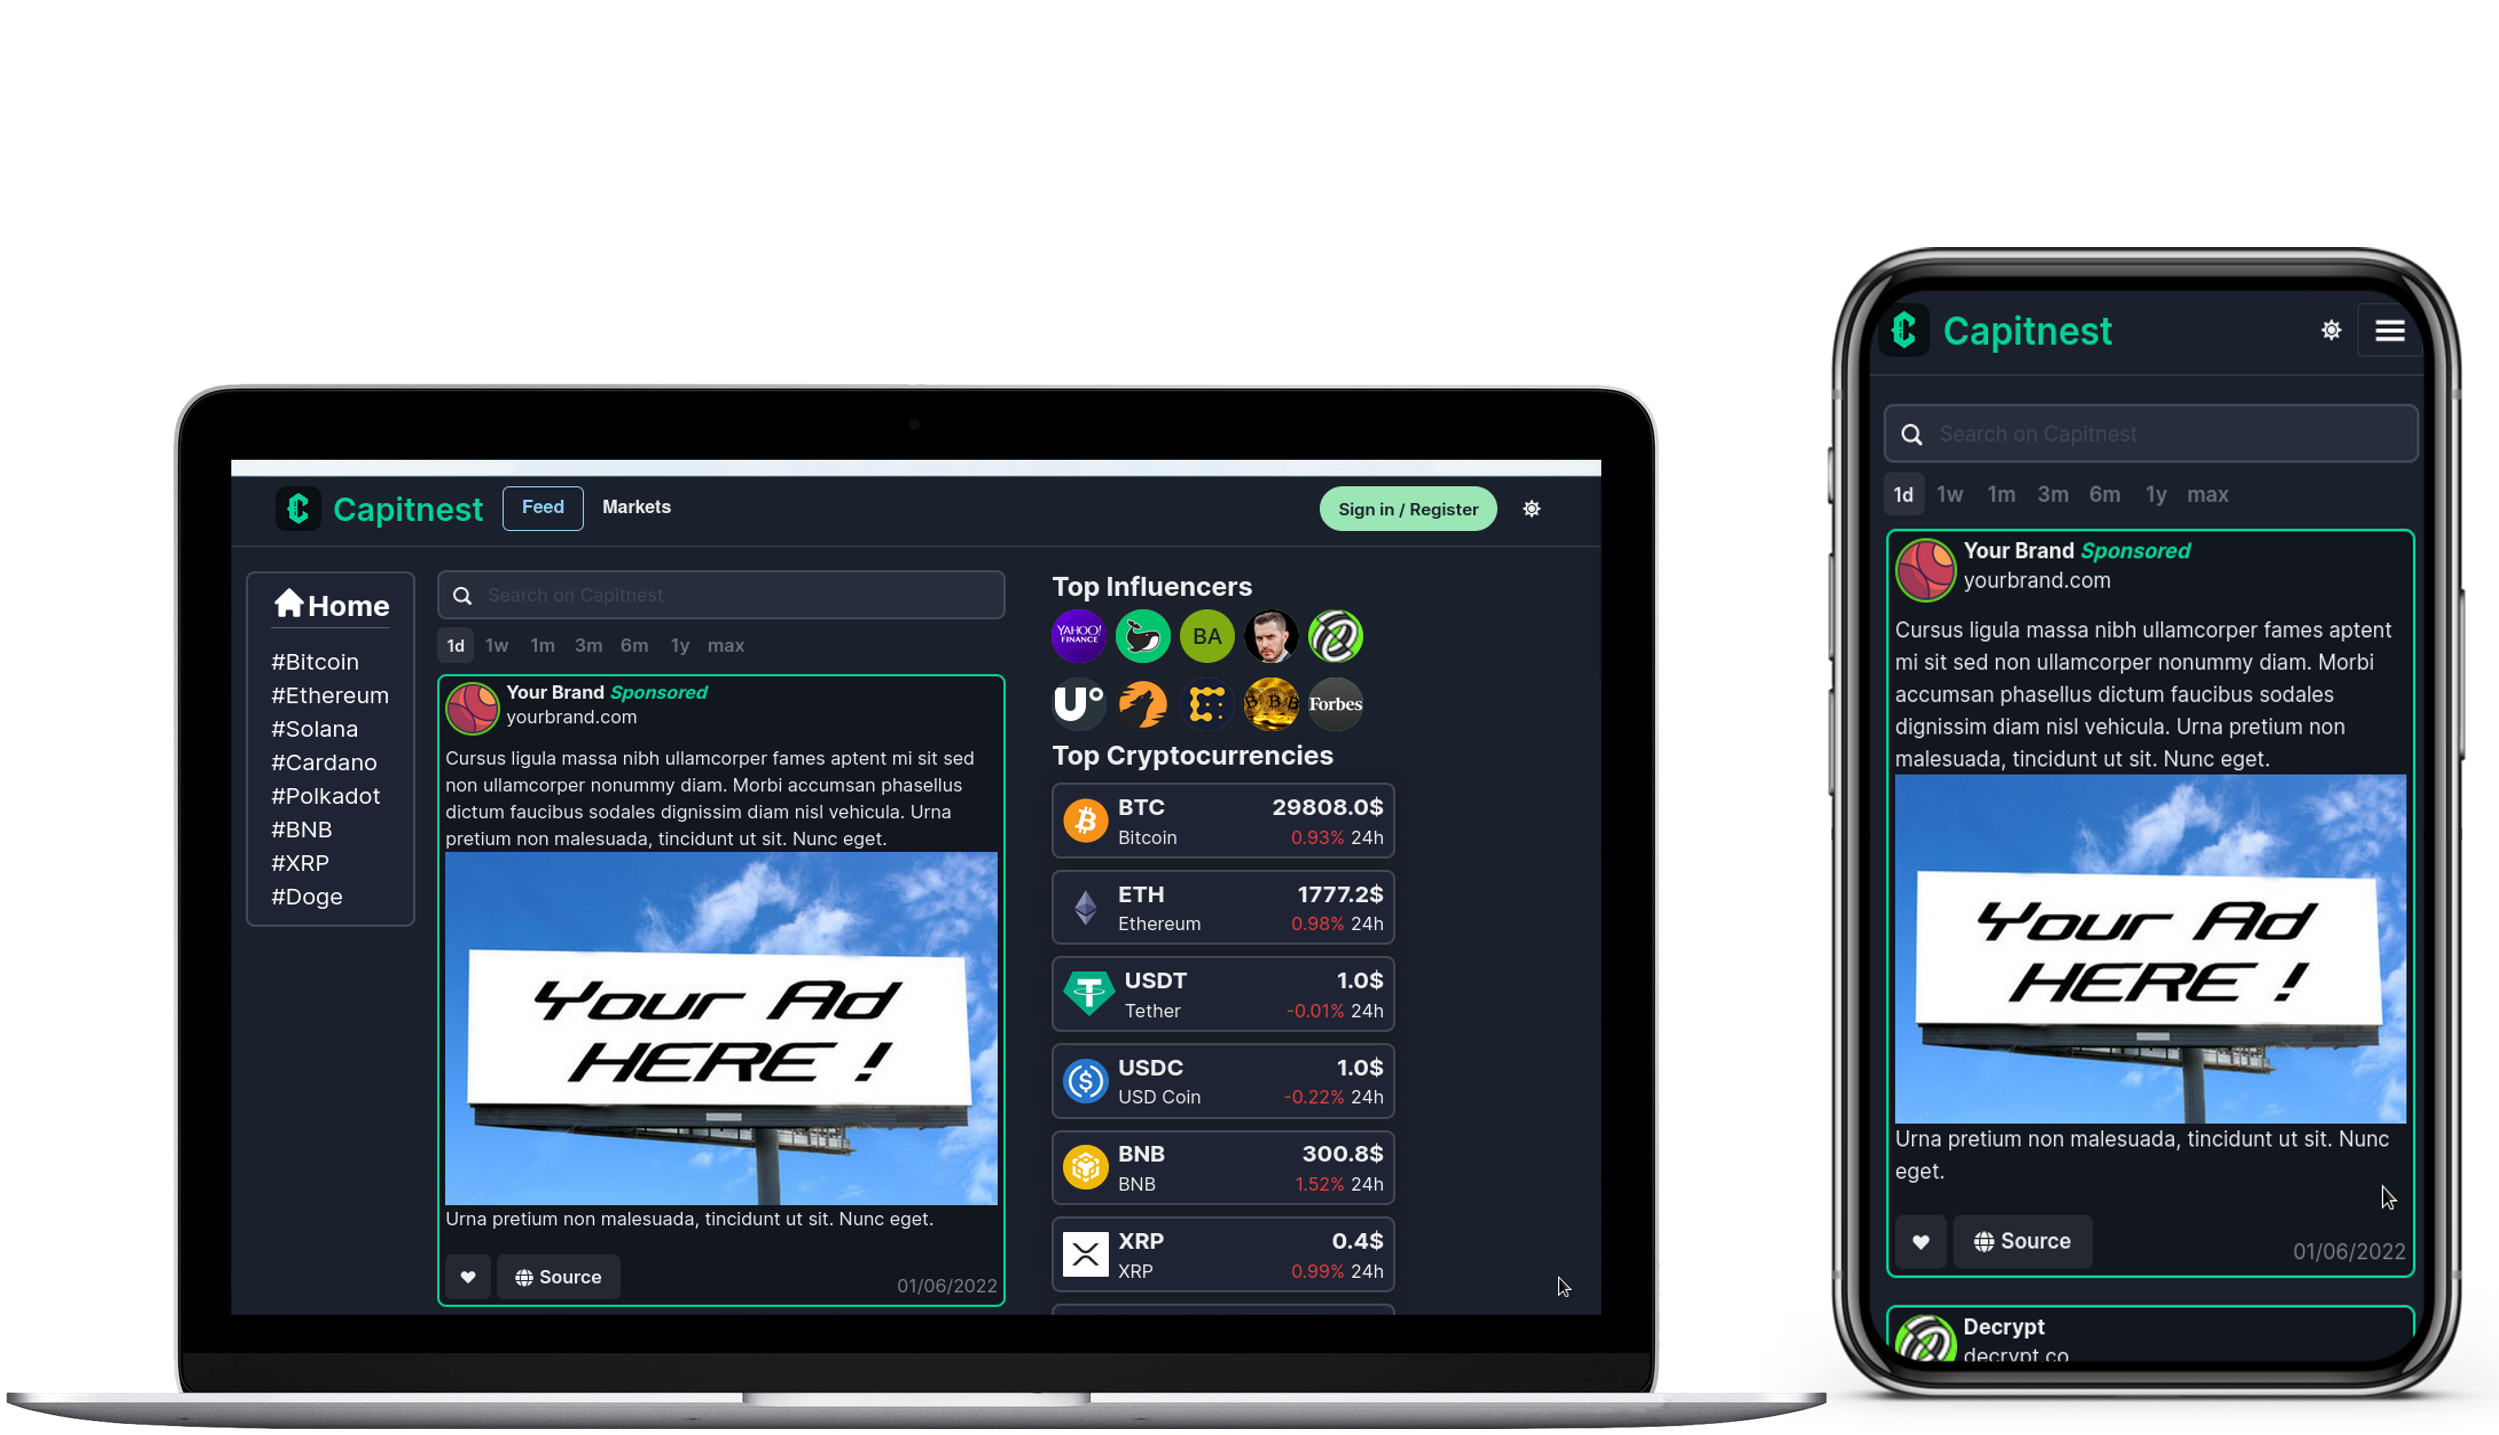 Capitnest
Feed
Markets
Sign in / Register
Home
#Bitcoin
#Ethereum
#Solana
#Cardano
#Polkadot
#BNB
#XRP
#Doge
Search on Capitnest
1d 1w 1m 3m 6m 1y max
Your Brand Sponsored
yourbrand.com
Cursus ligula massa nibh ullamcorper fames aptent mi sit sed
non ullamcorper nonummy diam. Morbi accumsan phasellus
dictum faucibus sodales dignissim diam nisl vehicula. Urna
pretium non malesuada, tincidunt ut sit. Nunc eget.
Your Ad
HERE !
Urna pretium non malesuada, tincidunt ut sit. Nunc eget.
Source
01/06/2022
Top Influencers
YAHOO!
FINANCE
BA
U°
Forbes
Top Cryptocurrencies
BTC 29808.0$
Bitcoin 0.93% 24h
ETH 1777.2$
Ethereum 0.98% 24h
USDT 1.0$
Tether -0.01% 24h
USDC 1.0$
USD Coin -0.22% 24h
BNB 300.8$
BNB 1.52% 24h
XRP 0.4$
XRP 0.99% 24h
Capitnest
Search on Capitnest
1d 1w 1m 3m 6m 1y max
Your Brand Sponsored
yourbrand.com
Cursus ligula massa nibh ullamcorper fames aptent
mi sit sed non ullamcorper nonummy diam. Morbi
accumsan phasellus dictum faucibus sodales
dignissim diam nisl vehicula. Urna pretium non
malesuada, tincidunt ut sit. Nunc eget.
Your Ad
HERE !
Urna pretium non malesuada, tincidunt ut sit. Nunc
eget.
Source
01/06/2022
Decrypt
decrypt.co